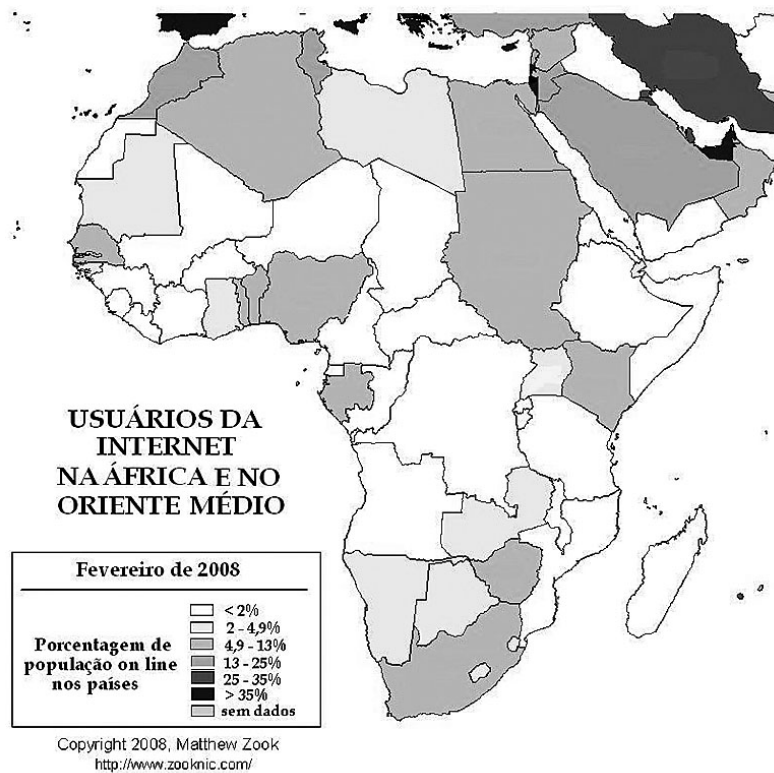 USUÁRIOS DA
INTERNET
NA ÁFRICA E NO
ORIENTE MÉDIO
Fevereiro de 2008
Porcentagem de
população on line
nos países
< 2%
2 - 4,9%
4,9 - 13%
13 - 25%
25 - 35%
> 35%
sem dados
Copyright 2008, Matthew Zook
http://www.zooknic.com/